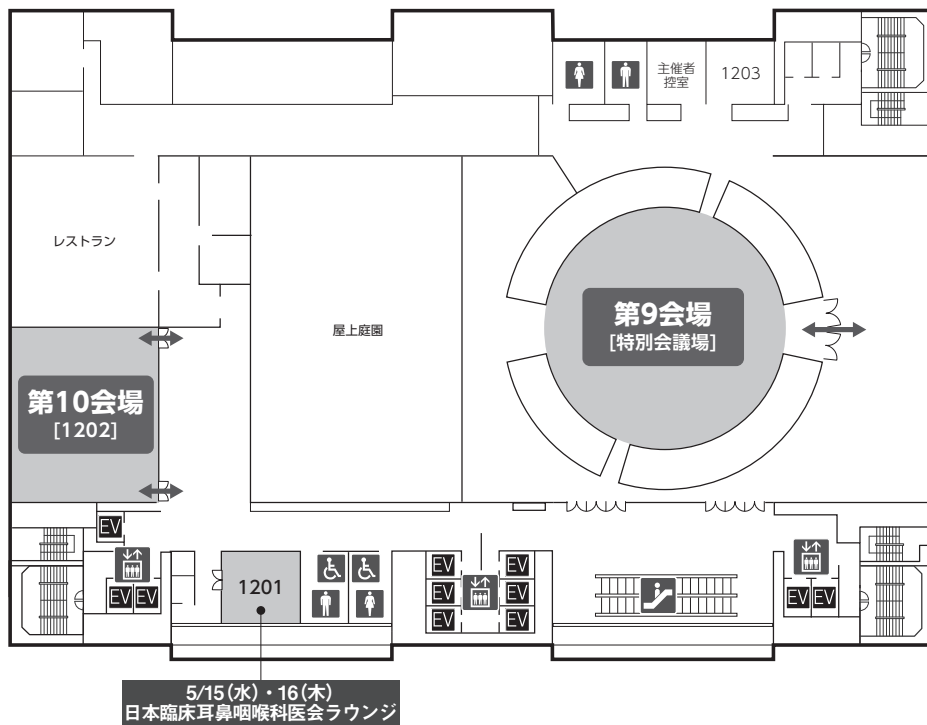 主催者
控室
1203
レストラン
屋上庭園
第9会場
[特別会議場]
第10会場
[1202]
EV
EV EV
1201
EV EV
EV EV
EV EV
EV EV
5/15(水)・16(木)
日本臨床耳鼻咽喉科医会ラウンジ